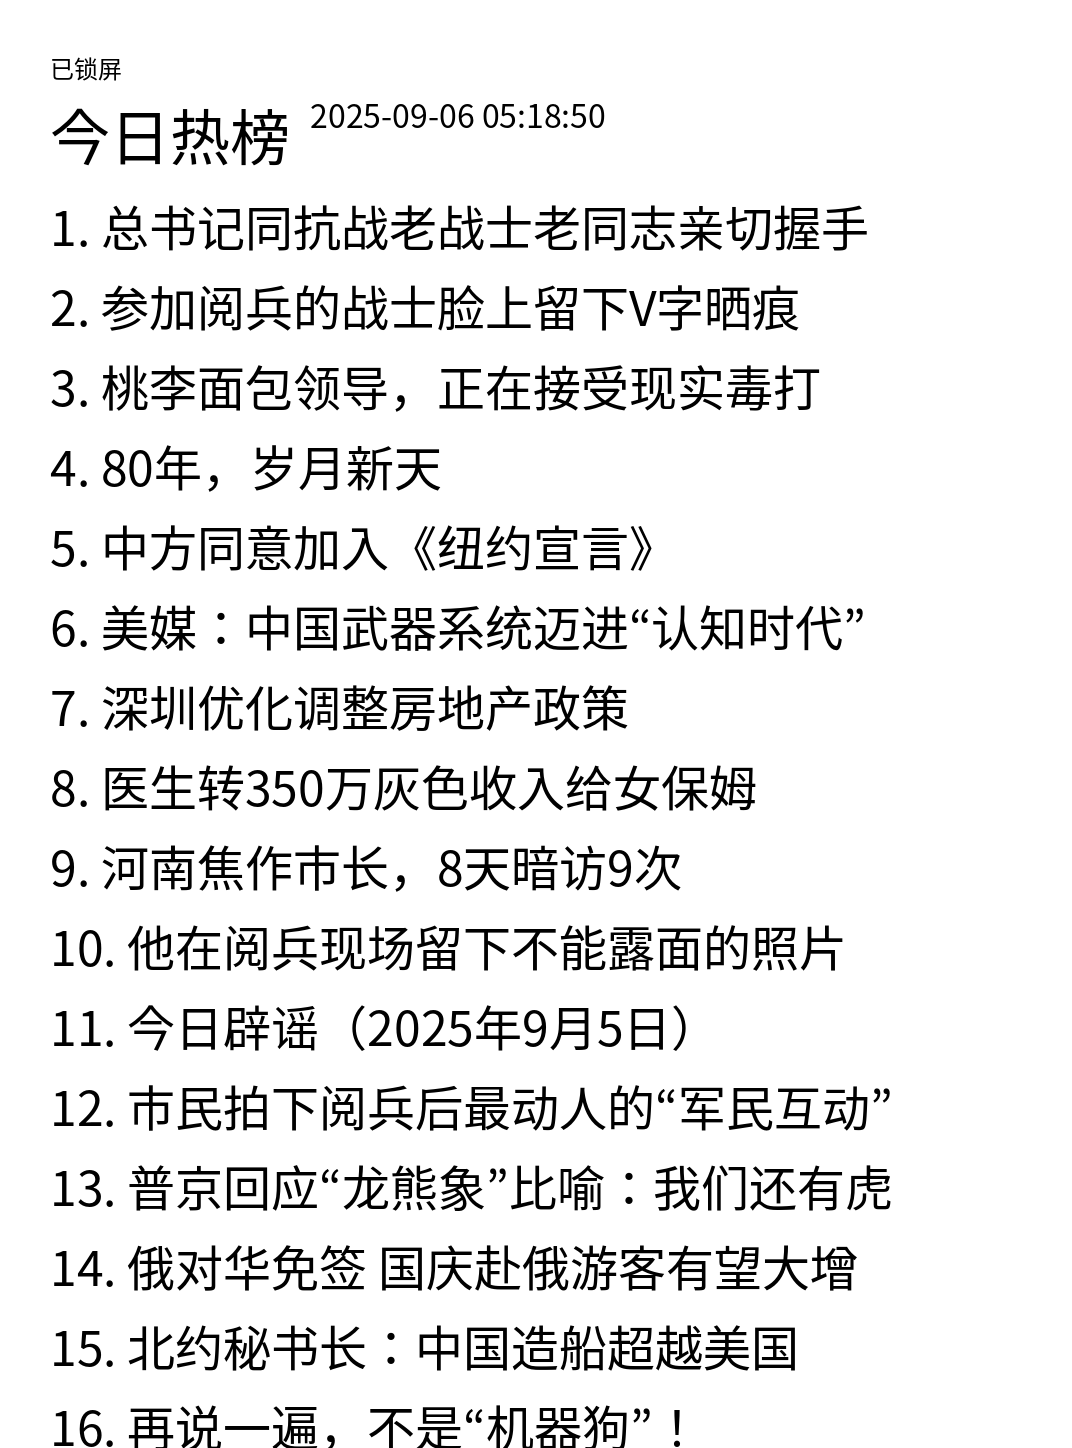 已锁屏
今日热榜 2025-09-06 05:18:50
1. 总书记同抗战老战士老同志亲切握手
2. 参加阅兵的战士脸上留下V字晒痕
3. 桃李面包领导，正在接受现实毒打
4. 80年，岁月新天
5. 中方同意加入《纽约宣言》
6. 美媒：中国武器系统迈进“认知时代”
7. 深圳优化调整房地产政策
8. 医生转350万灰色收入给女保姆
9. 河南焦作市长，8天暗访9次
10. 他在阅兵现场留下不能露面的照片
11. 今日辟谣（2025年9月5日）
12. 市民拍下阅兵后最动人的“军民互动”
13. 普京回应“龙熊象”比喻：我们还有虎
14. 俄对华免签 国庆赴俄游客有望大增
15. 北约秘书长：中国造船超越美国
16. 再说一遍，不是“机器狗”！